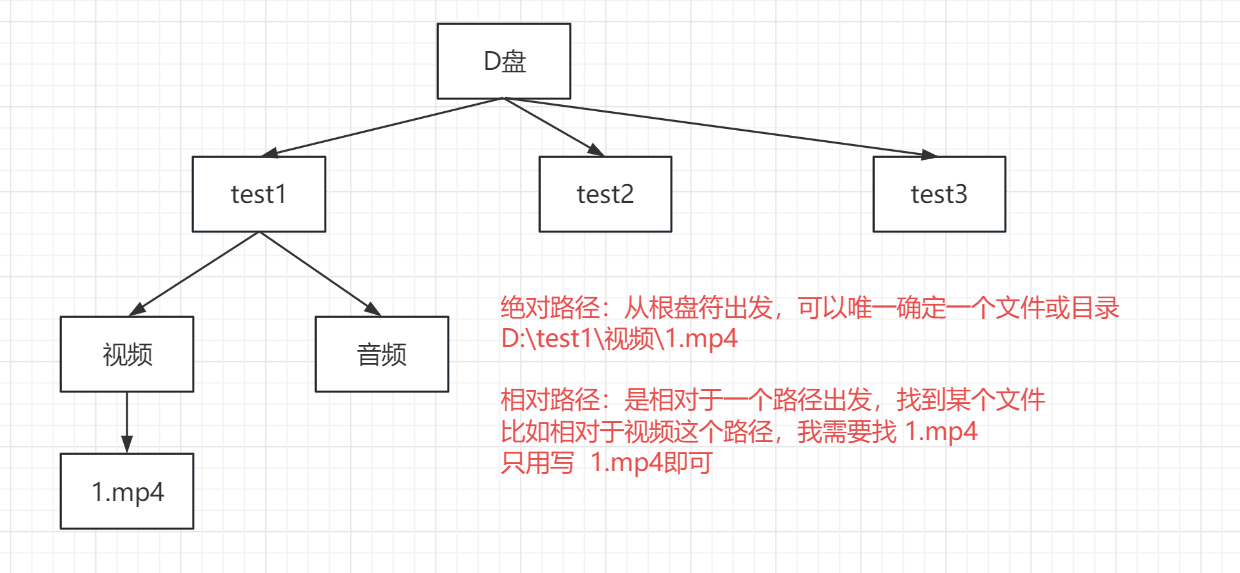 D盘
test1
test2
test3
绝对路径：从根盘符出发，可以唯一确定一个文件或目录
D:\test1\视频\1.mp4
视频
音频
相对路径：是相对于一个路径出发，找到某个文件
比如相对于视频这个路径，我需要找 1.mp4
只用写 1.mp4即可
1.mp4